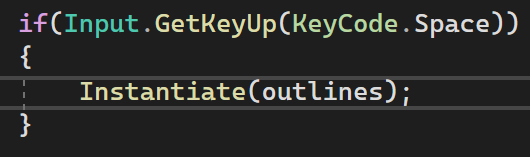 if(Input.GetKeyUp(KeyCode.Space))
{
    Instantiate(outlines);
}